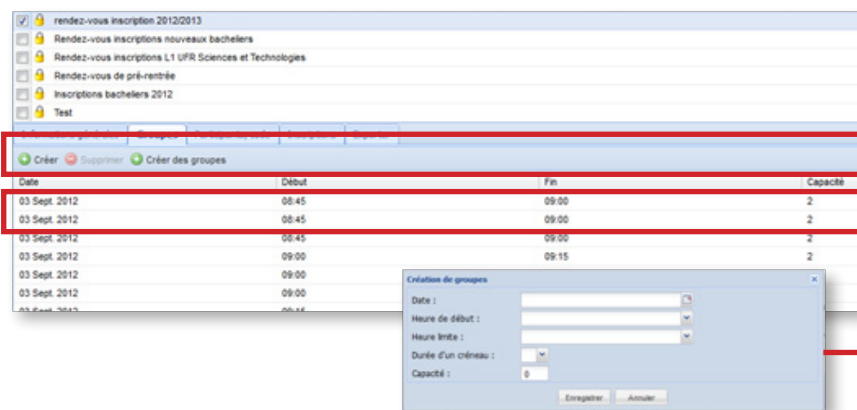 rendez-vous inscription 2012/2013
Rendez-vous inscriptions nouveaux bacheliers
Rendez-vous inscriptions L1 UFR Sciences et Technologies
Rendez-vous de pré-rentrée
Inscriptions bacheliers 2012
Test
Groupes
Créer Supprimer Créer des groupes
Date Début Fin Capacité
03 Sept. 2012 08:45 09:00 2
03 Sept. 2012 08:45 09:00 2
03 Sept. 2012 08:45 09:00 2
03 Sept. 2012 09:00 09:15 2
03 Sept. 2012 09:00
03 Sept. 2012 09:00
03 Sept. 2012 09:15
Création de groupes
Date :
Heure de début :
Heure limite :
Durée d'un créneau :
Capacité : 0
Enregistrer Annuler